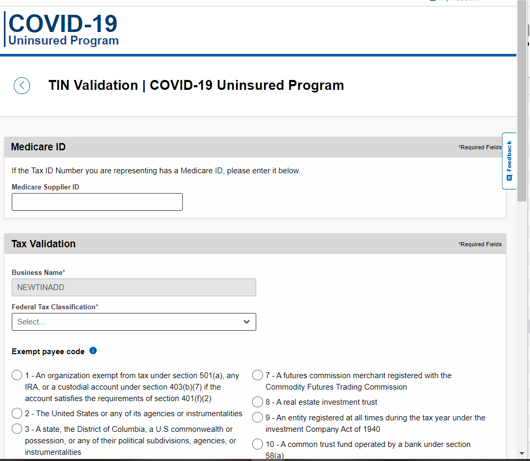 COVID-19
Uninsured Program
TIN Validation | COVID-19 Uninsured Program
Medicare ID
*Required Fields
If the Tax ID Number you are representing has a Medicare ID, please enter it below.
Medicare Supplier ID
Feedback
Tax Validation
*Required Fields
Business Name*
NEWTINADD
Federal Tax Classification*
Select...
Exempt payee code
1 - An organization exempt from tax under section 501(a), any
IRA, or a custodial account under section 403(b)(7) if the
account satisfies the requirements of section 401(f)(2)
2 - The United States or any of its agencies or instrumentalities
3 - A state, the District of Columbia, a U.S commonwealth or
possession, or any of their political subdivisions, agencies, or
instrumentalities
7 - A futures commission merchant registered with the
Commodity Futures Trading Commission
8 - A real estate investment trust
9 - An entity registered at all times during the tax year under the
investment Company Act of 1940
10 - A common trust fund operated by a bank under section
58(a)